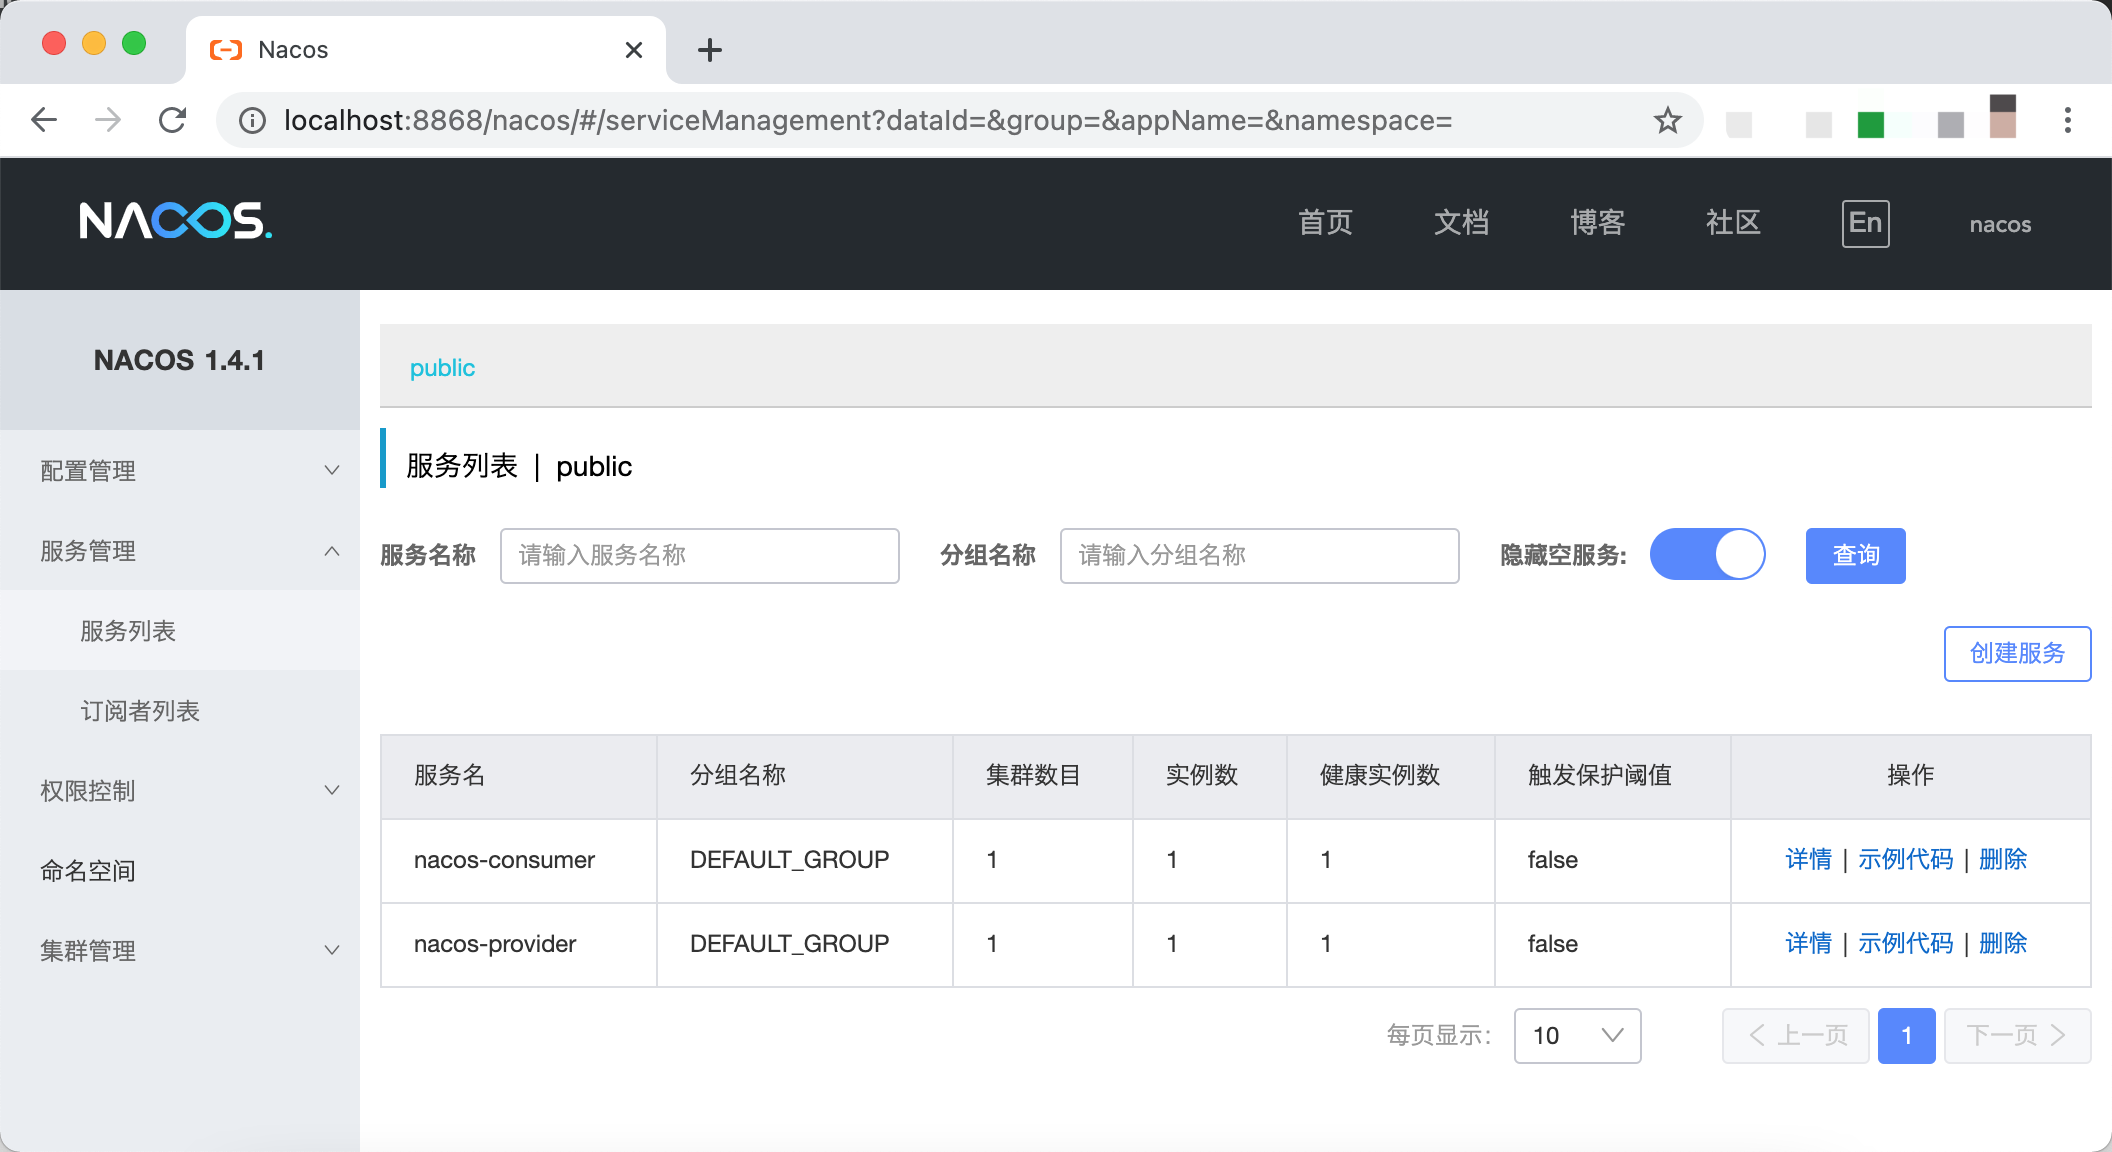 Nacos
localhost:8868/nacos/#/serviceManagement?dataId=&group=&appName=&namespace=
NACOS.
首页 文档 博客 社区 En nacos
NACOS 1.4.1
配置管理
服务管理
服务列表
订阅者列表
权限控制
命名空间
集群管理
public
服务列表 | public
服务名称 请输入服务名称 分组名称 请输入分组名称 隐藏空服务: 查询
创建服务
服务名 分组名称 集群数目 实例数 健康实例数 触发保护阈值 操作
nacos-consumer DEFAULT_GROUP 1 1 1 false 详情 | 示例代码 | 删除
nacos-provider DEFAULT_GROUP 1 1 1 false 详情 | 示例代码 | 删除
每页显示: 10 上一页 1 下一页